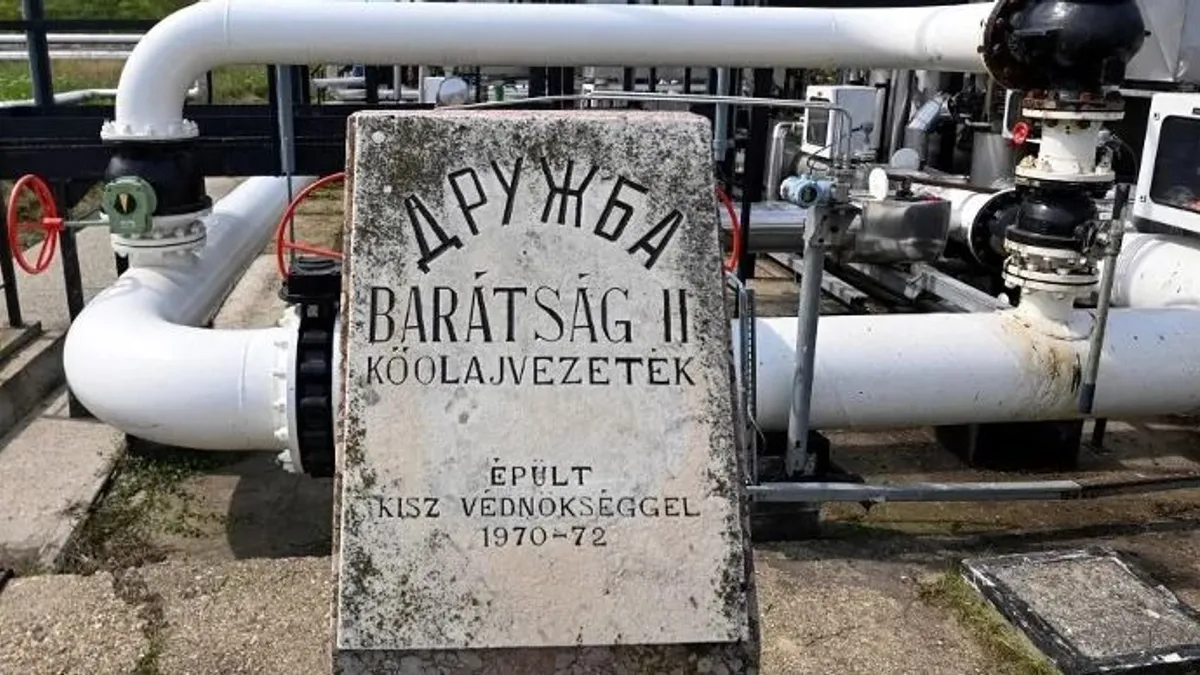 ДРУЖБА
BARÁTSÁG II
KŐOLAJVEZETÉK
ÉPÜLT
KISZ VÉDNÖKSÉGGEL
1970-72